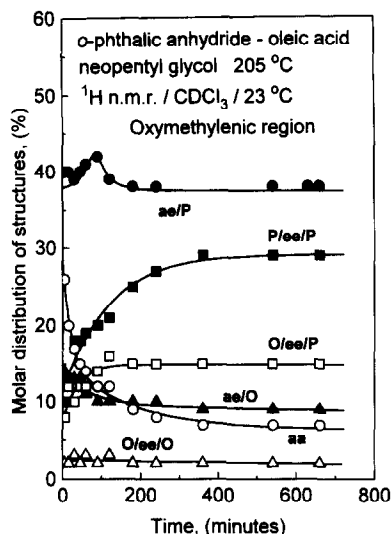 60
50
40
30
20
10
0
Molar distribution of structures, (%)
o-phthalic anhydride - oleic acid
neopentyl glycol 205 °C
¹H n.m.r. / CDCl₃ / 23 °C
Oxymethylenic region
ae/P
P/ee/P
O/ee/P
ae/O
aa
O/ee/O
0 200 400 600 800
Time, (minutes)